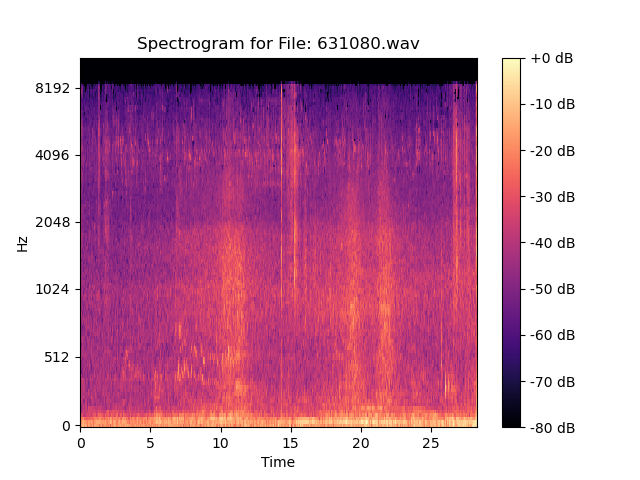 Spectrogram for File: 631080.wav
Hz
8192
4096
2048
1024
512
0
0 5 10 15 20 25
Time
+0 dB
-10 dB
-20 dB
-30 dB
-40 dB
-50 dB
-60 dB
-70 dB
-80 dB